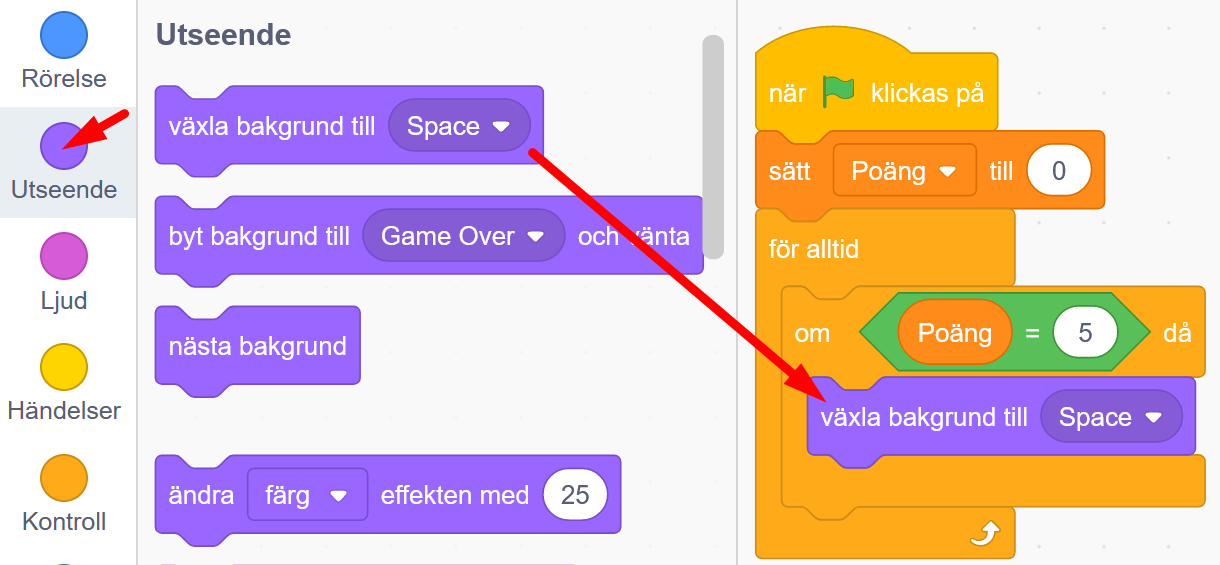 Rörelse
Utseende
Ljud
Händelser
Kontroll
Utseende
växla bakgrund till Space
byt bakgrund till Game Over och vänta
nästa bakgrund
ändra färg effekten med 25
när klickas på
sätt Poäng till 0
för alltid
om Poäng = 5 då
växla bakgrund till Space